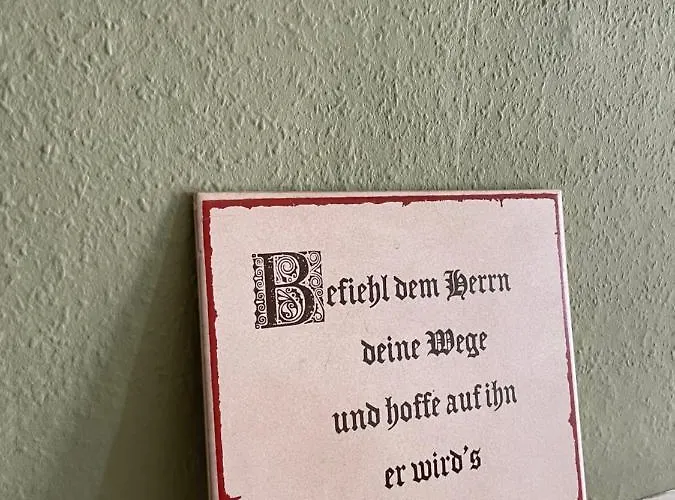 Befiehl dem Herrn
deine Wege
und hoffe auf ihn
er wird's